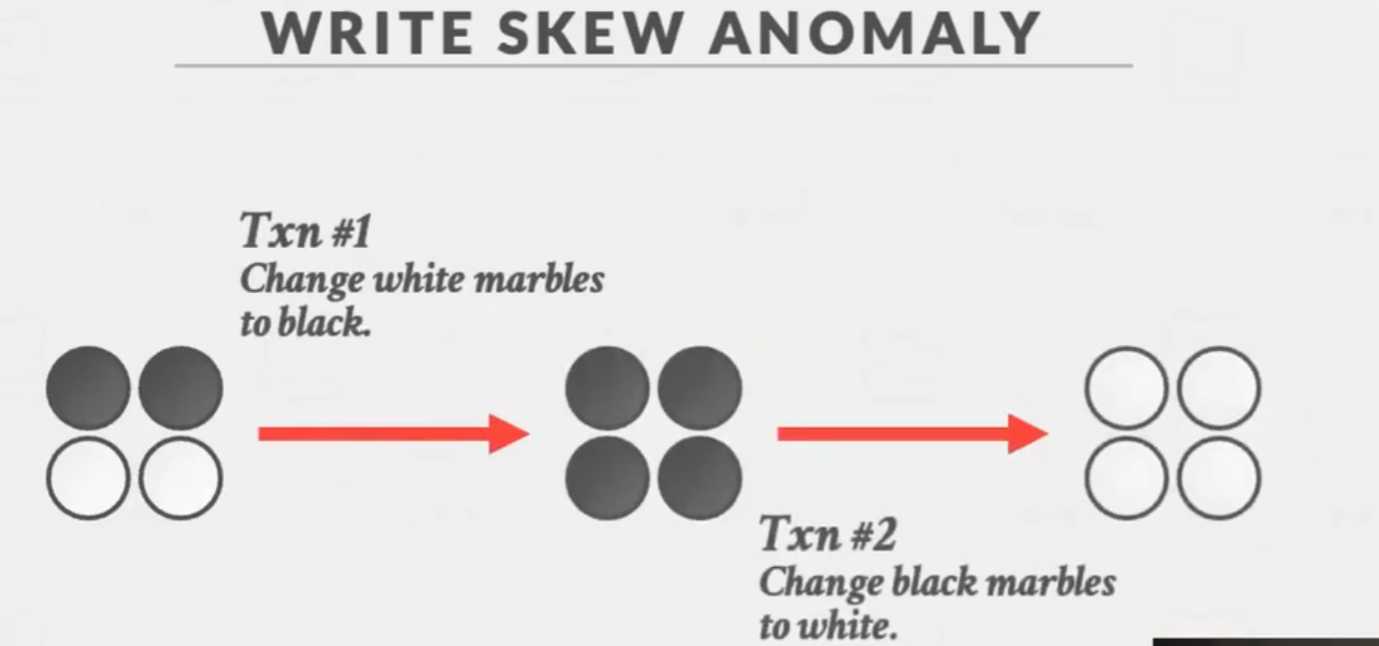 WRITE SKEW ANOMALY
Txn #1
Change white marbles
to black.
Txn #2
Change black marbles
to white.